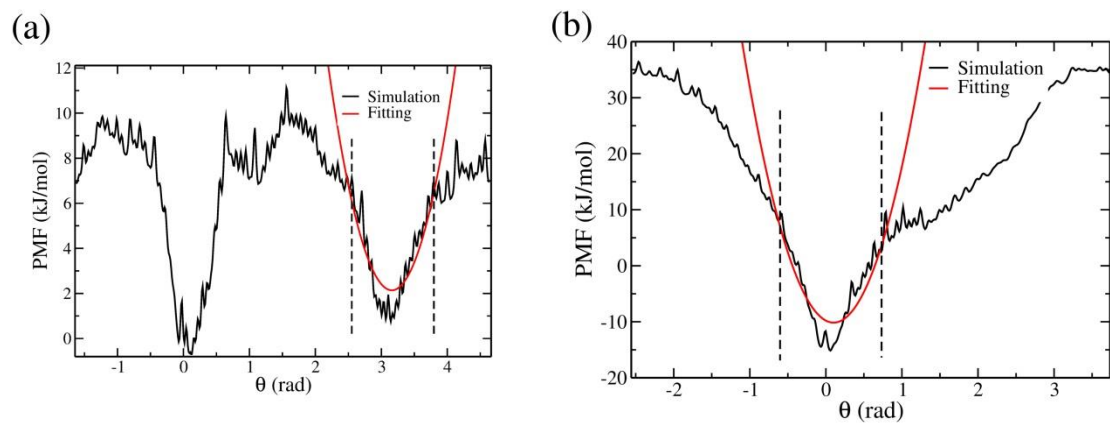 (a)
12
10
8
6
4
2
0
PMF (kJ/mol)
Simulation
Fitting
-1 0 1 2 3 4
θ (rad)
(b)
40
30
20
10
0
-10
-20
PMF (kJ/mol)
Simulation
Fitting
-2 -1 0 1 2 3
θ (rad)